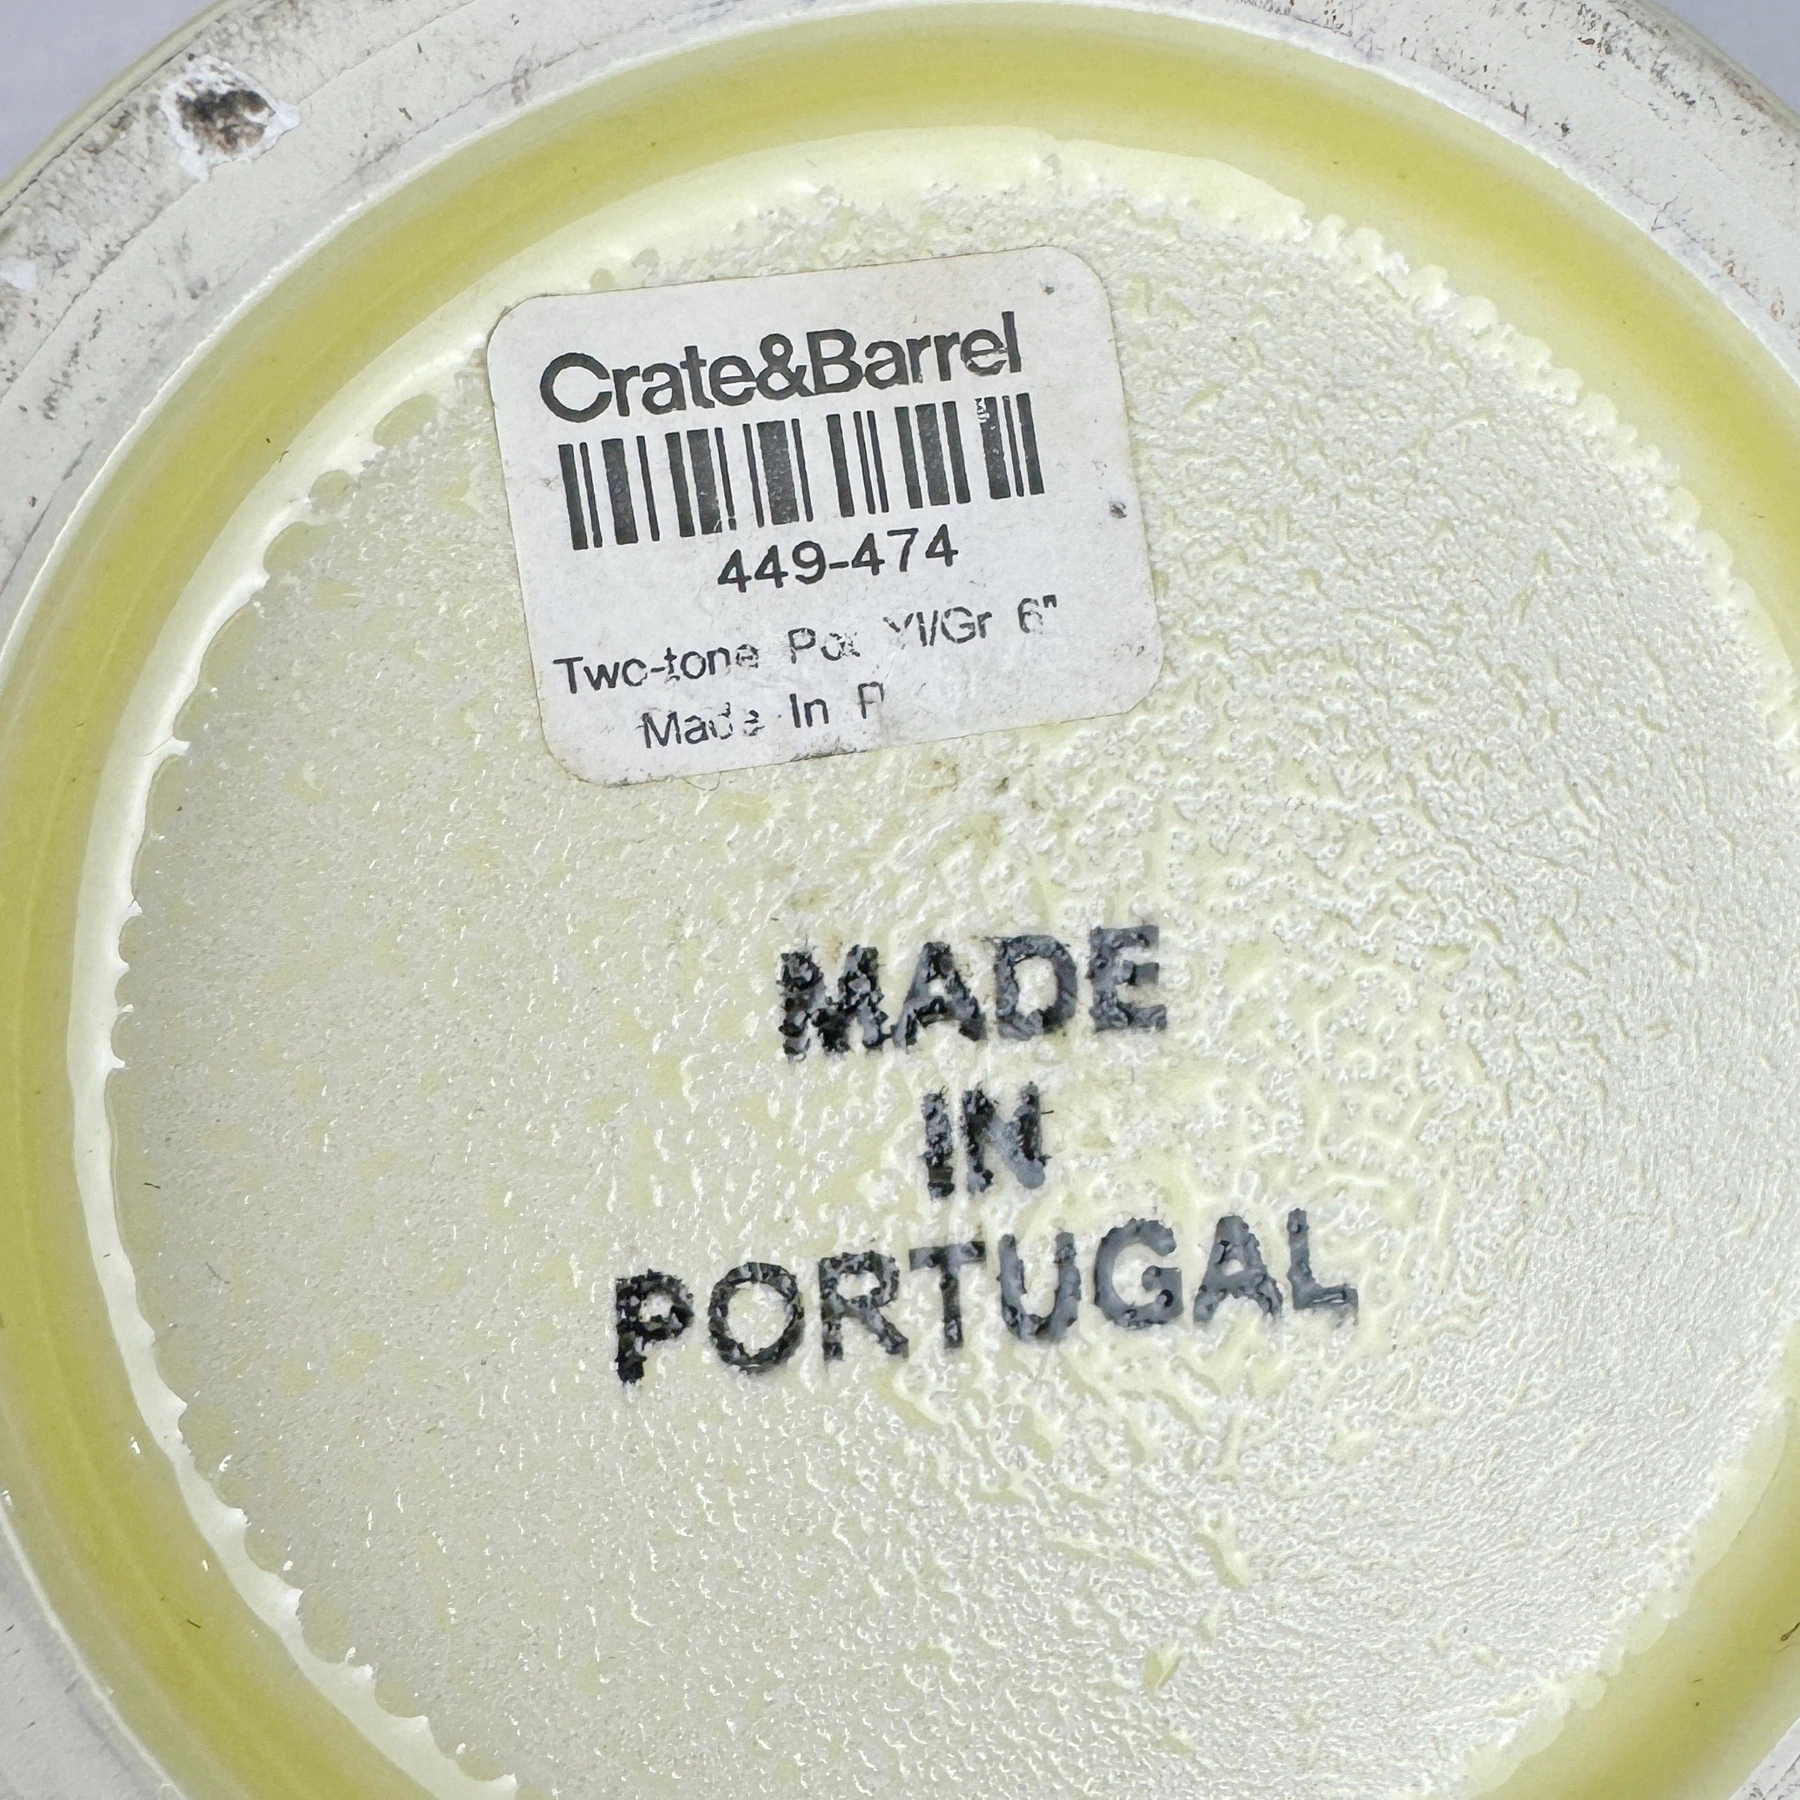 Crate&Barrel
449-474
Two-tone Pot Yl/Gr 6"
Made In P
MADE
IN
PORTUGAL